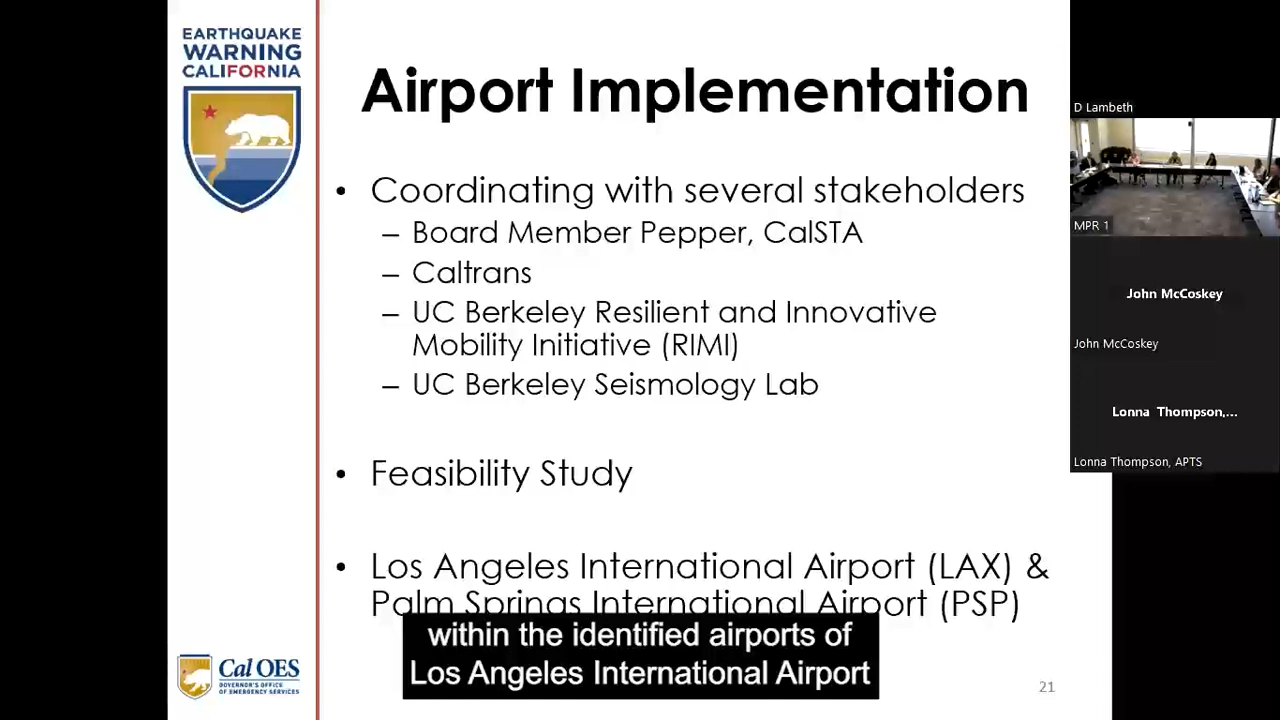 EARTHQUAKE
WARNING
CALIFORNIA
Airport Implementation
• Coordinating with several stakeholders
– Board Member Pepper, CalSTA
– Caltrans
– UC Berkeley Resilient and Innovative
Mobility Initiative (RIMI)
– UC Berkeley Seismology Lab
• Feasibility Study
• Los Angeles International Airport (LAX) &
Palm Springs International Airport (PSP)
within the identified airports of
Los Angeles International Airport
Cal OES
GOVERNOR'S OFFICE
OF EMERGENCY SERVICES
21
D Lambeth
MPR 1
John McCoskey
John McCoskey
Lonna Thompson,...
Lonna Thompson, APTS